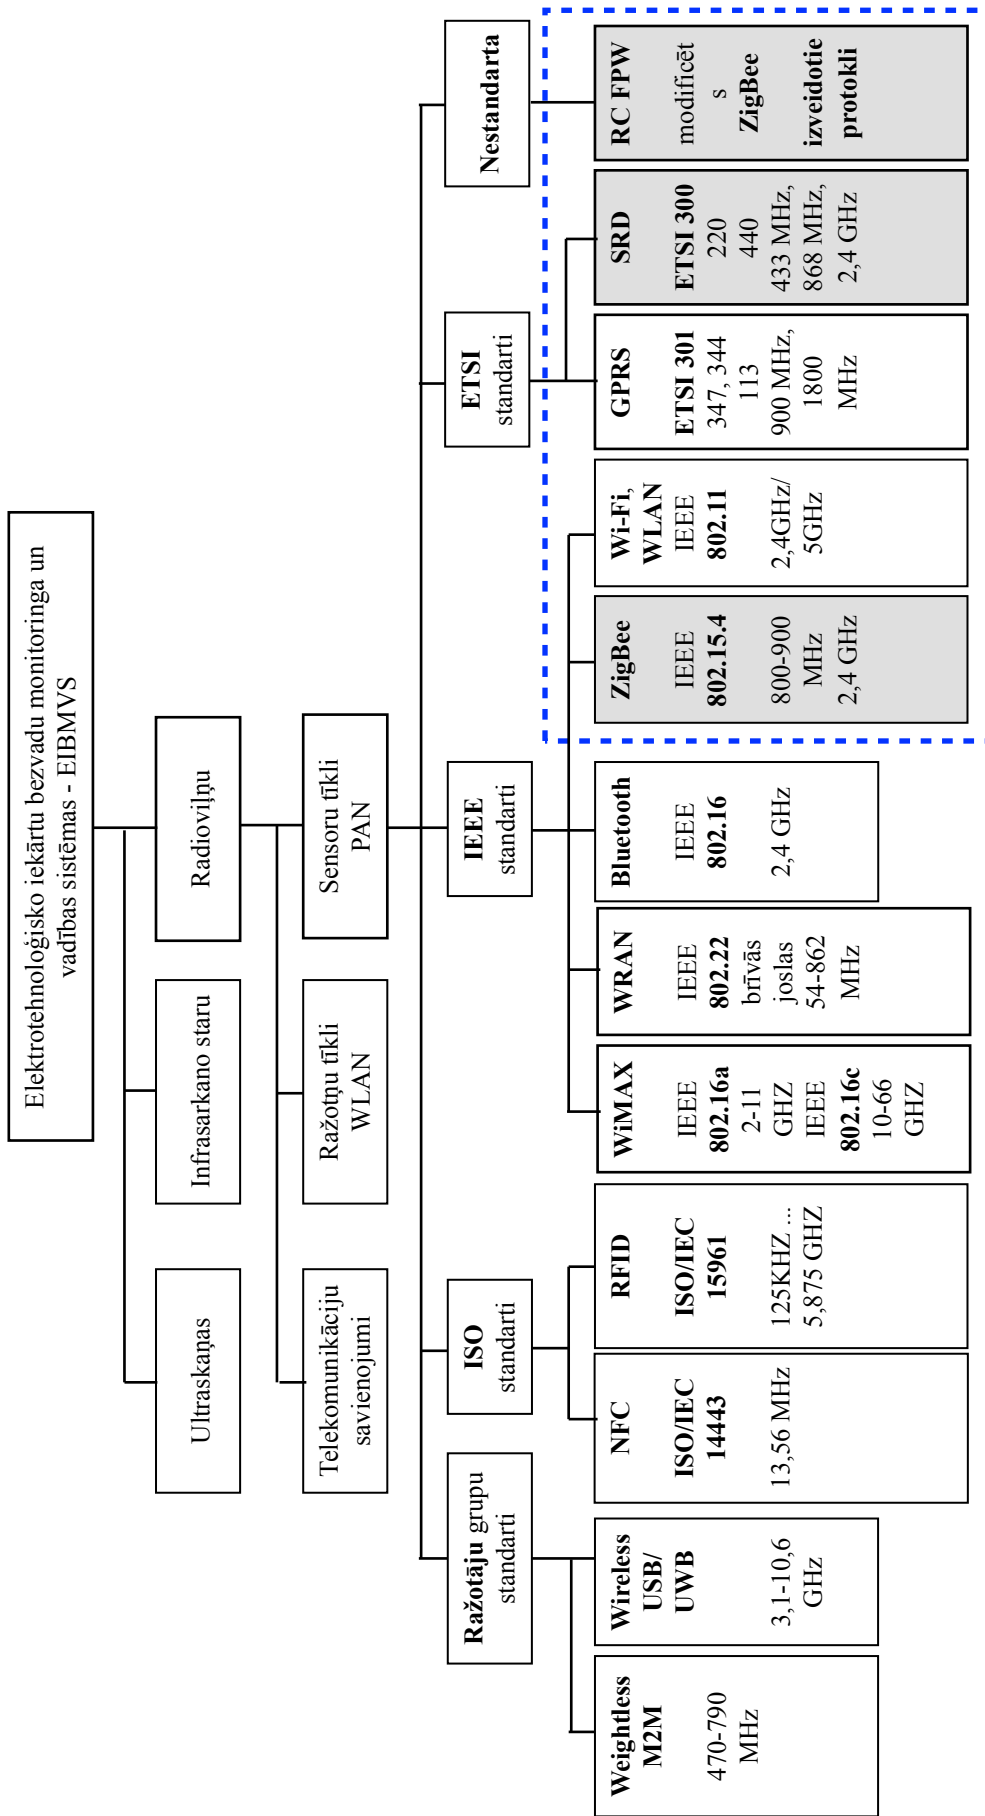 Elektrotehnoloģisko iekārtu bezvadu monitoringa un
vadības sistēmas - EIBMVS
Ultraskaņas
Infrasarkano staru
Radioviļņu
Telekomunikāciju
savienojumi
Ražotņu tīkli
WLAN
Sensoru tīkli
PAN
Ražotāju grupu
standarti
ISO
standarti
IEEE
standarti
ETSI
standarti
Nestandarta
Weightless
M2M
470-790
MHz
Wireless
USB/
UWB
3,1-10,6
GHz
NFC
ISO/IEC
14443
13,56 MHz
RFID
ISO/IEC
15961
125KHZ ...
5,875 GHZ
WiMAX
IEEE
802.16a
2-11
GHZ
IEEE
802.16c
10-66
GHZ
WRAN
IEEE
802.22
brīvās
joslas
54-862
MHz
Bluetooth
IEEE
802.16
2,4 GHz
ZigBee
IEEE
802.15.4
800-900
MHz
2,4 GHz
Wi-Fi,
WLAN
IEEE
802.11
2,4GHz/
5GHz
GPRS
ETSI 301
347, 344
113
900 MHz,
1800
MHz
SRD
ETSI 300
220
440
433 MHz,
868 MHz,
2,4 GHz
RC FPW
modificēt
s
ZigBee
izveidotie
protokli